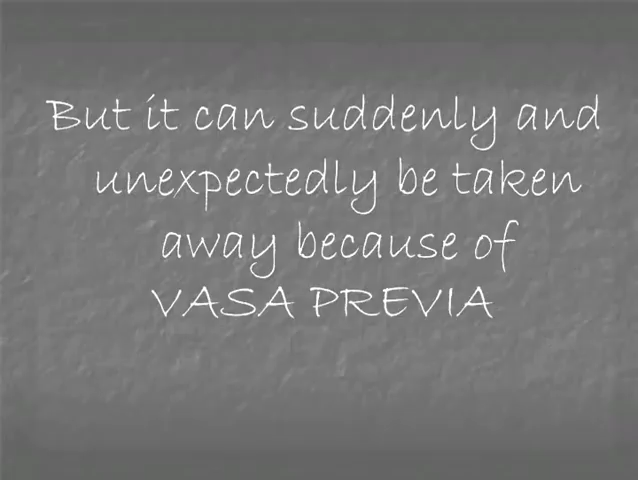 But it can suddenly and
unexpectedly be taken
away because of
VASA PREVIA